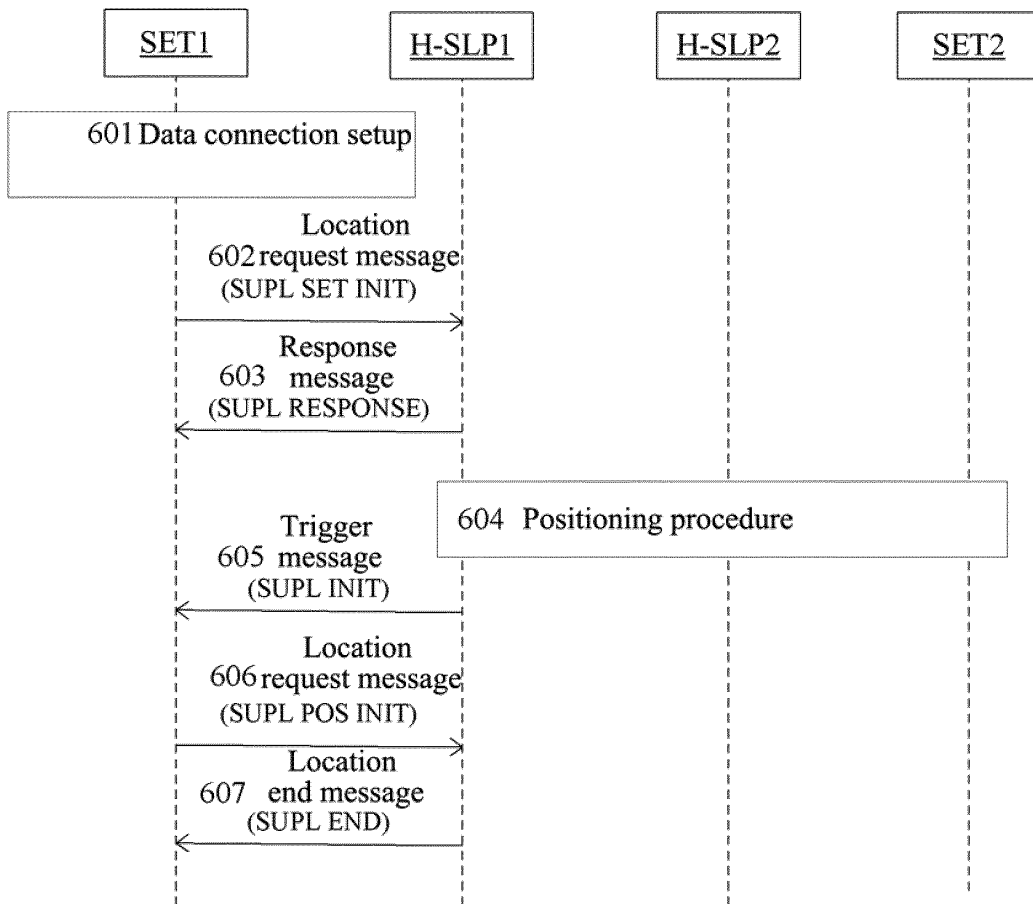 SET1
H-SLP1
H-SLP2
SET2
601 Data connection setup
Location
602 request message
(SUPL SET INIT)
Response
603 message
(SUPL RESPONSE)
604 Positioning procedure
Trigger
605 message
(SUPL INIT)
Location
606 request message
(SUPL POS INIT)
Location
607 end message
(SUPL END)